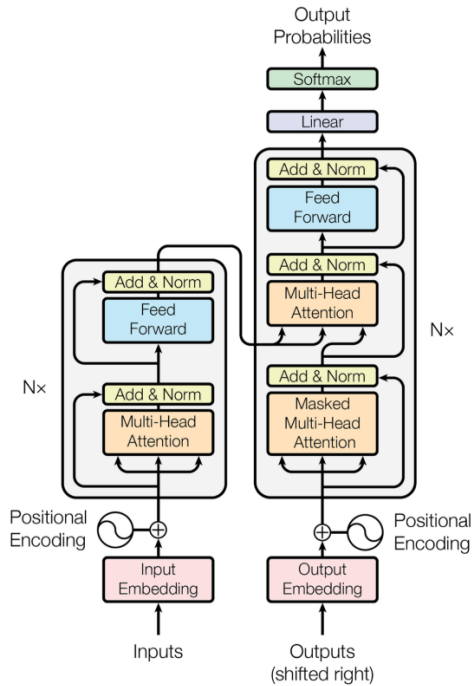 Output
Probabilities
Softmax
Linear
Add & Norm
Feed
Forward
Add & Norm
Multi-Head
Attention
Add & Norm
Masked
Multi-Head
Attention
N×
Add & Norm
Feed
Forward
Add & Norm
Multi-Head
Attention
N×
Positional
Encoding
Positional
Encoding
Input
Embedding
Output
Embedding
Inputs
Outputs
(shifted right)